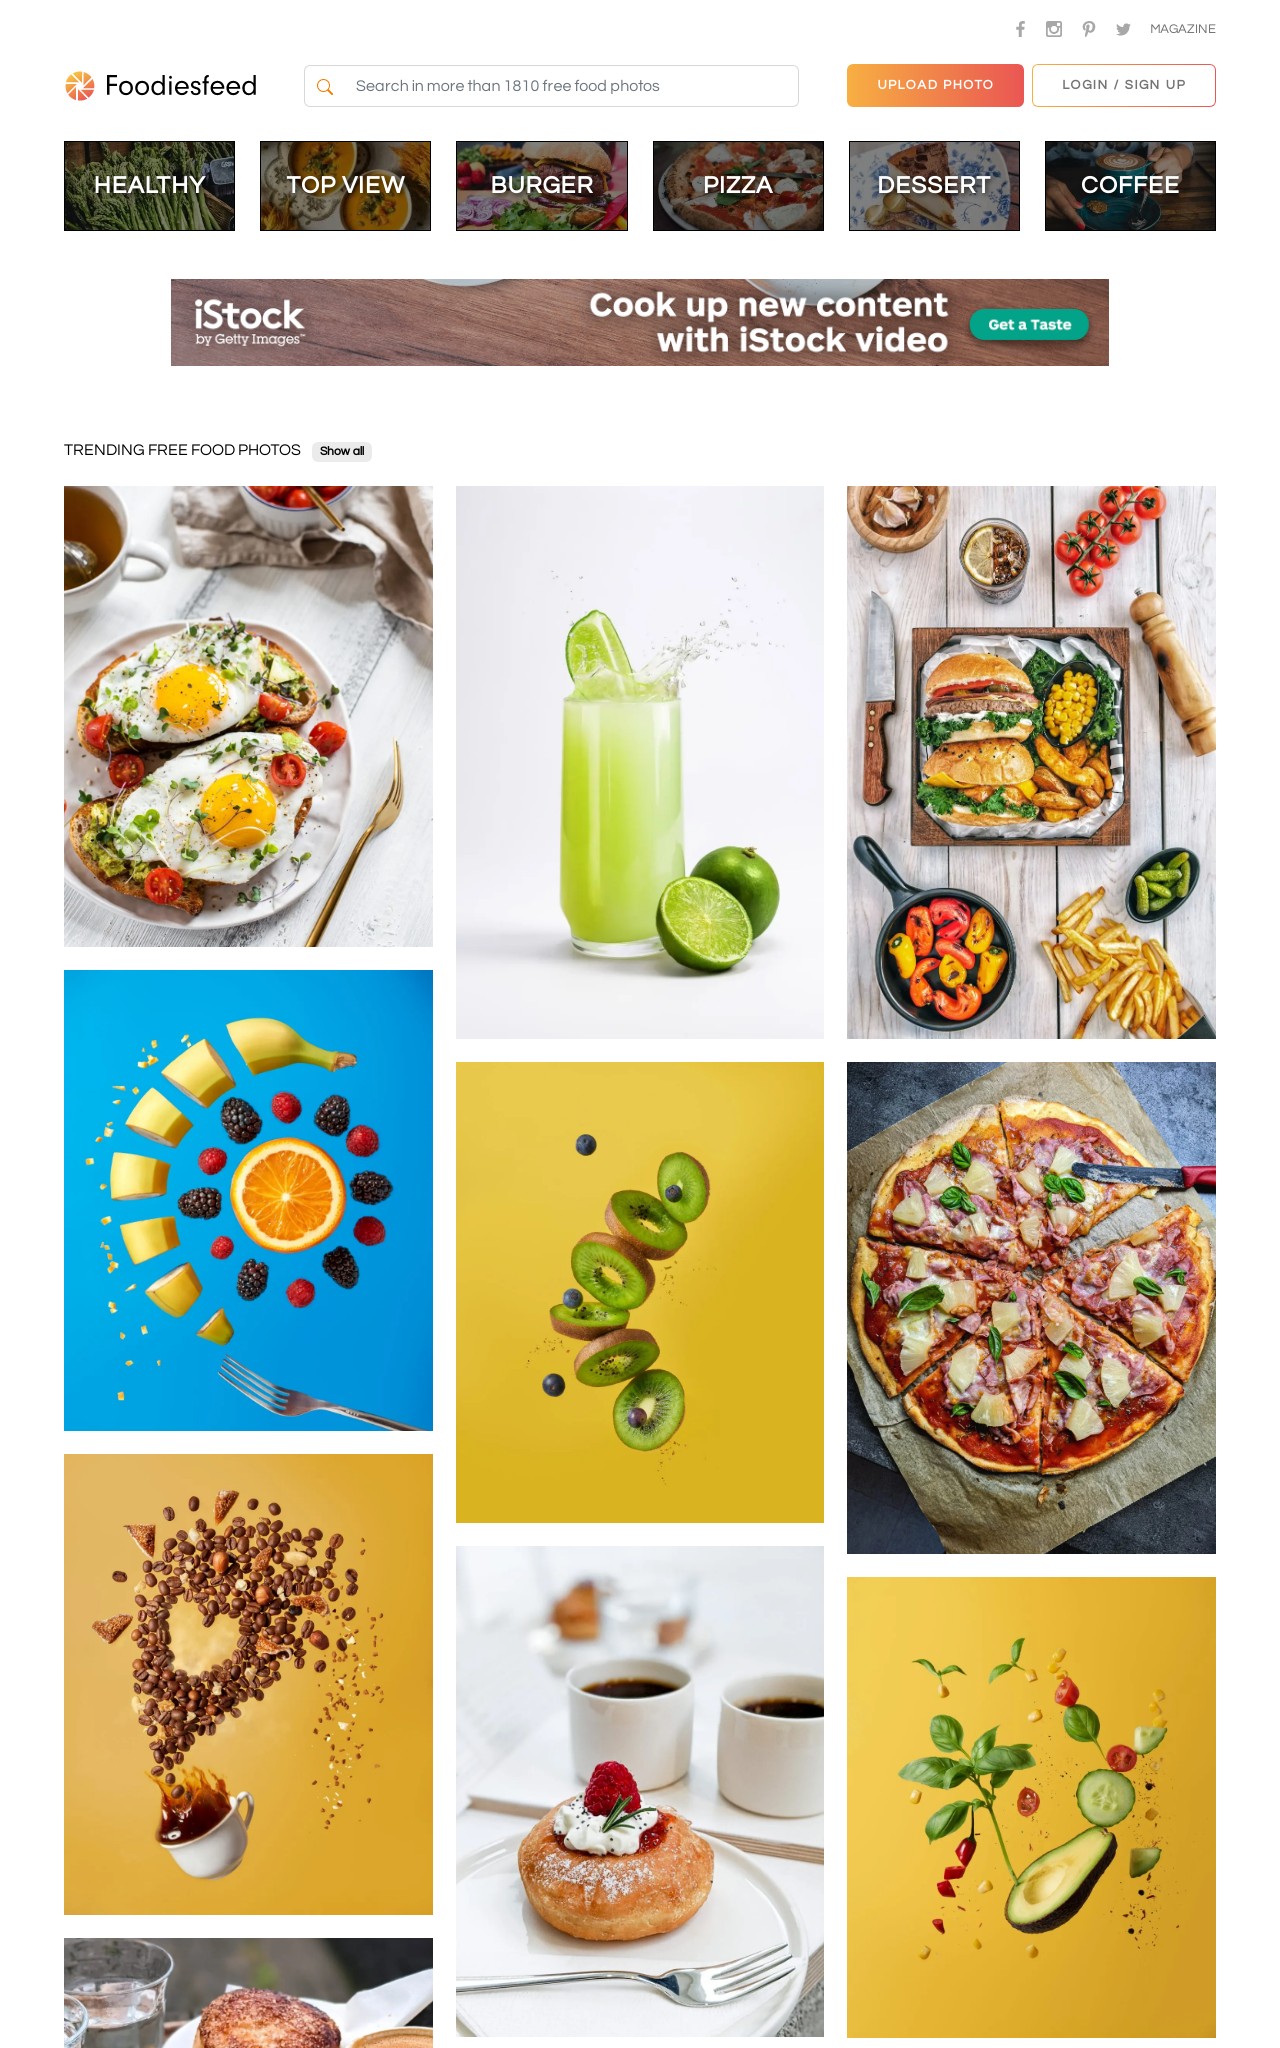 MAGAZINE
Foodiesfeed
Search in more than 1810 free food photos
UPLOAD PHOTO
LOGIN / SIGN UP
HEALTHY
TOP VIEW
BURGER
PIZZA
DESSERT
COFFEE
iStock
by Getty Images™
Cook up new content
with iStock video
Get a Taste
TRENDING FREE FOOD PHOTOS
Show all